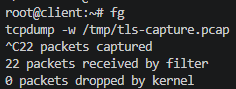 root@client:~# fg
tcpdump -w /tmp/tls-capture.pcap
^C22 packets captured
22 packets received by filter
0 packets dropped by kernel